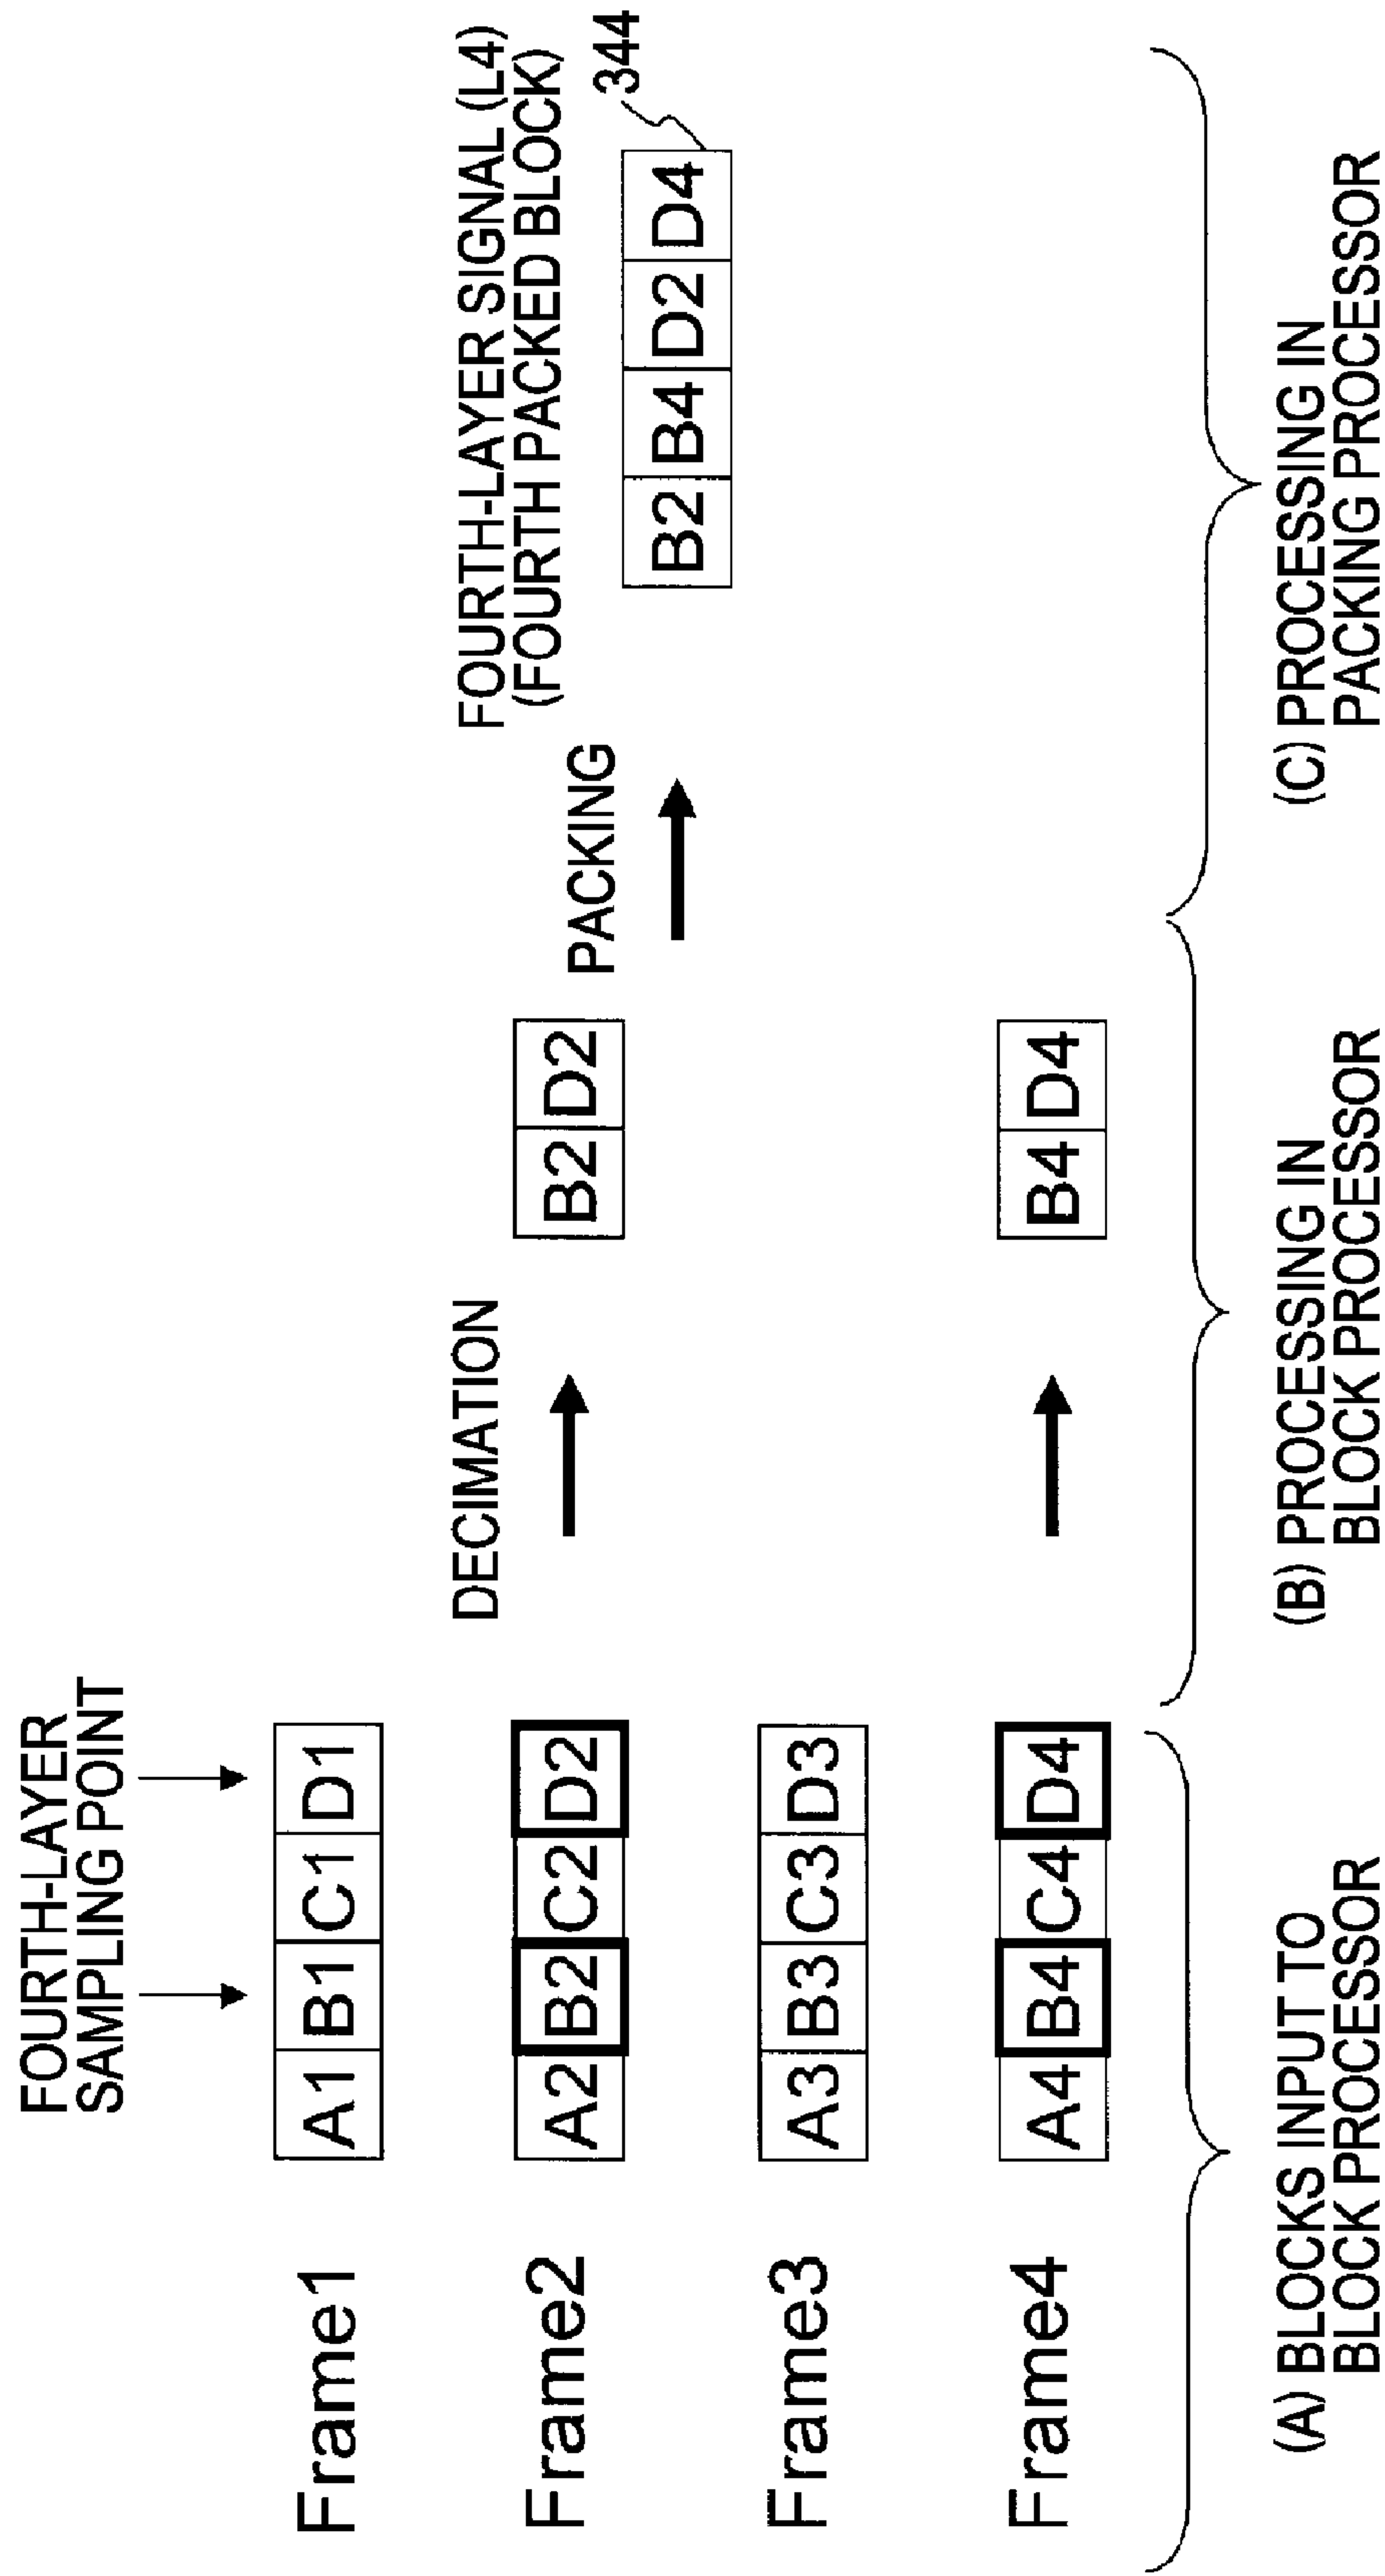 FOURTH-LAYER
SAMPLING POINT
Frame1
A1 B1 C1 D1
Frame2
A2 B2 C2 D2
Frame3
A3 B3 C3 D3
Frame4
A4 B4 C4 D4
(A) BLOCKS INPUT TO
BLOCK PROCESSOR
DECIMATION
B2 D2
B4 D4
(B) PROCESSING IN
BLOCK PROCESSOR
PACKING
FOURTH-LAYER SIGNAL (L4)
(FOURTH PACKED BLOCK)
344
B2 B4 D2 D4
(C) PROCESSING IN
PACKING PROCESSOR